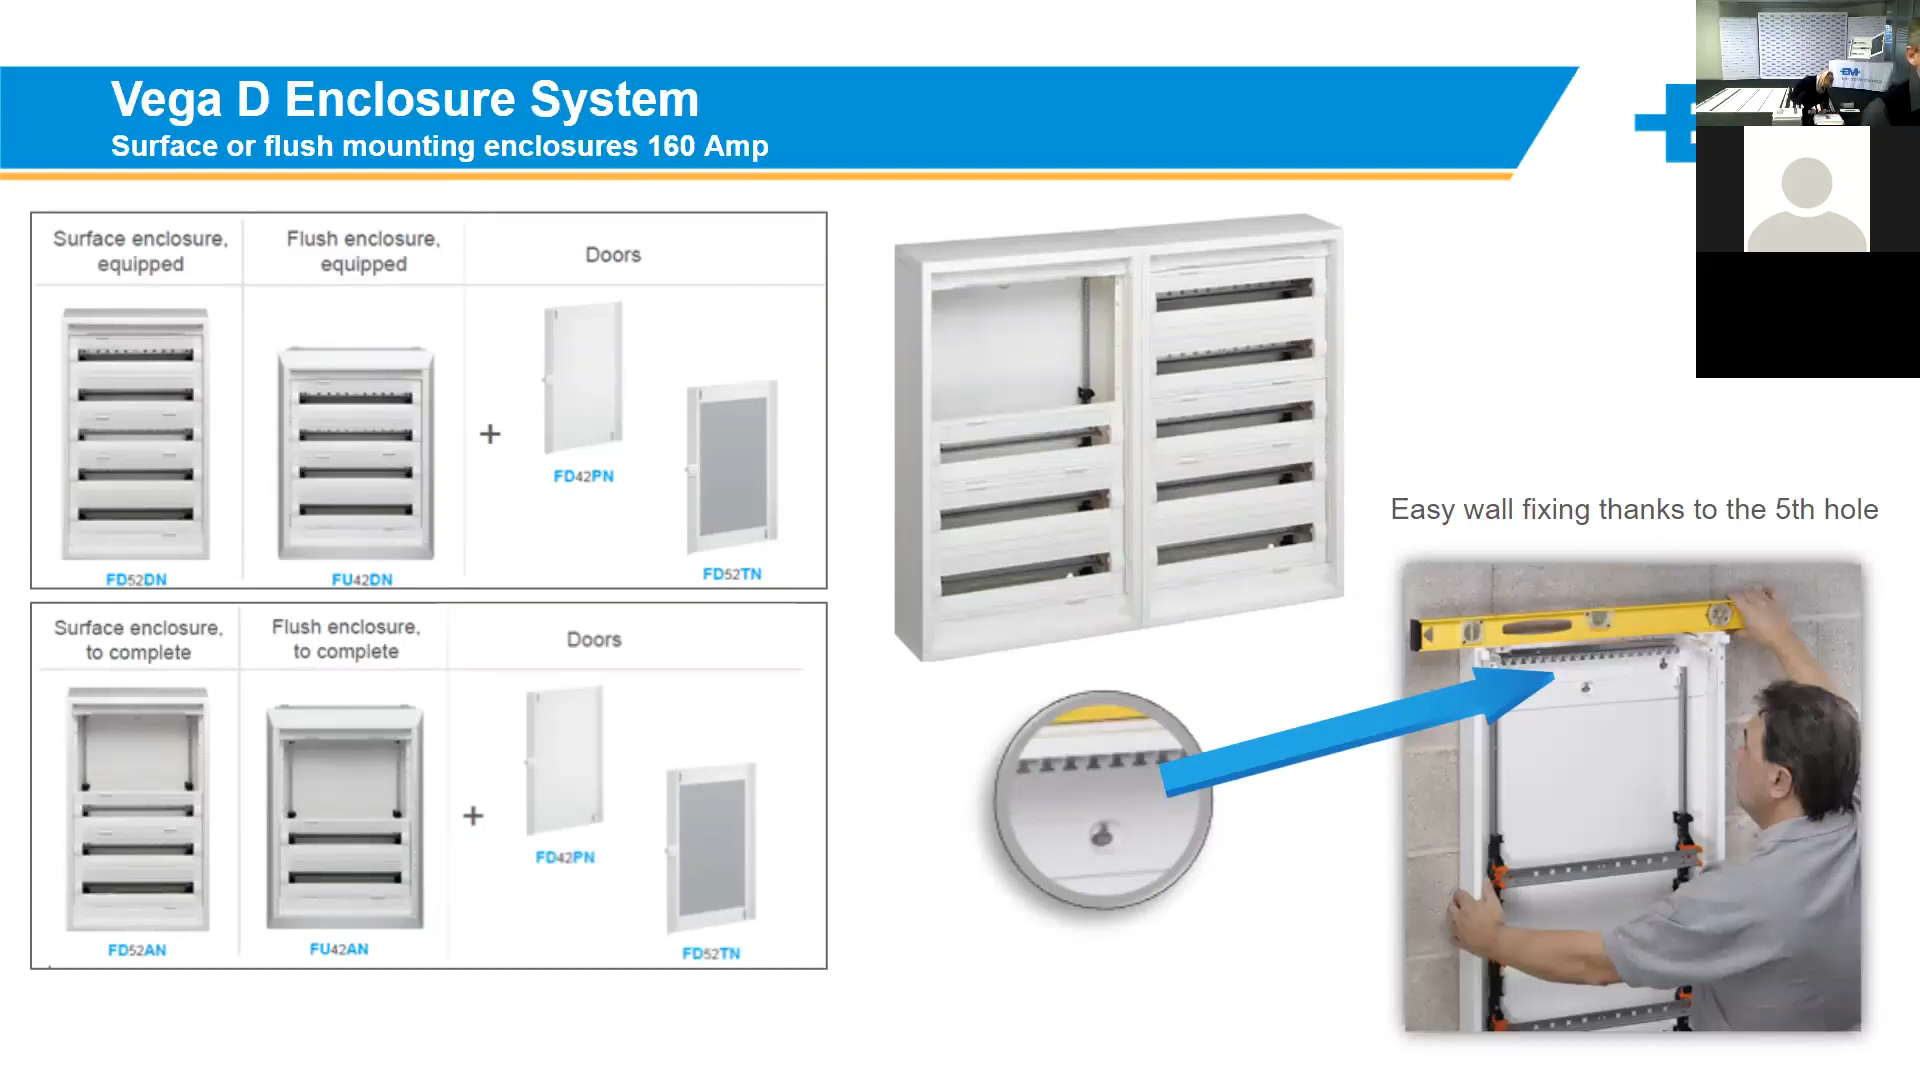 Vega D Enclosure System
Surface or flush mounting enclosures 160 Amp
Surface enclosure,
equipped
Flush enclosure,
equipped
Doors
+
FD42PN
FD52TN
FD52DN
FU42DN
Surface enclosure,
to complete
Flush enclosure,
to complete
Doors
+
FD42PN
FD52TN
FD52AN
FU42AN
Easy wall fixing thanks to the 5th hole
EM